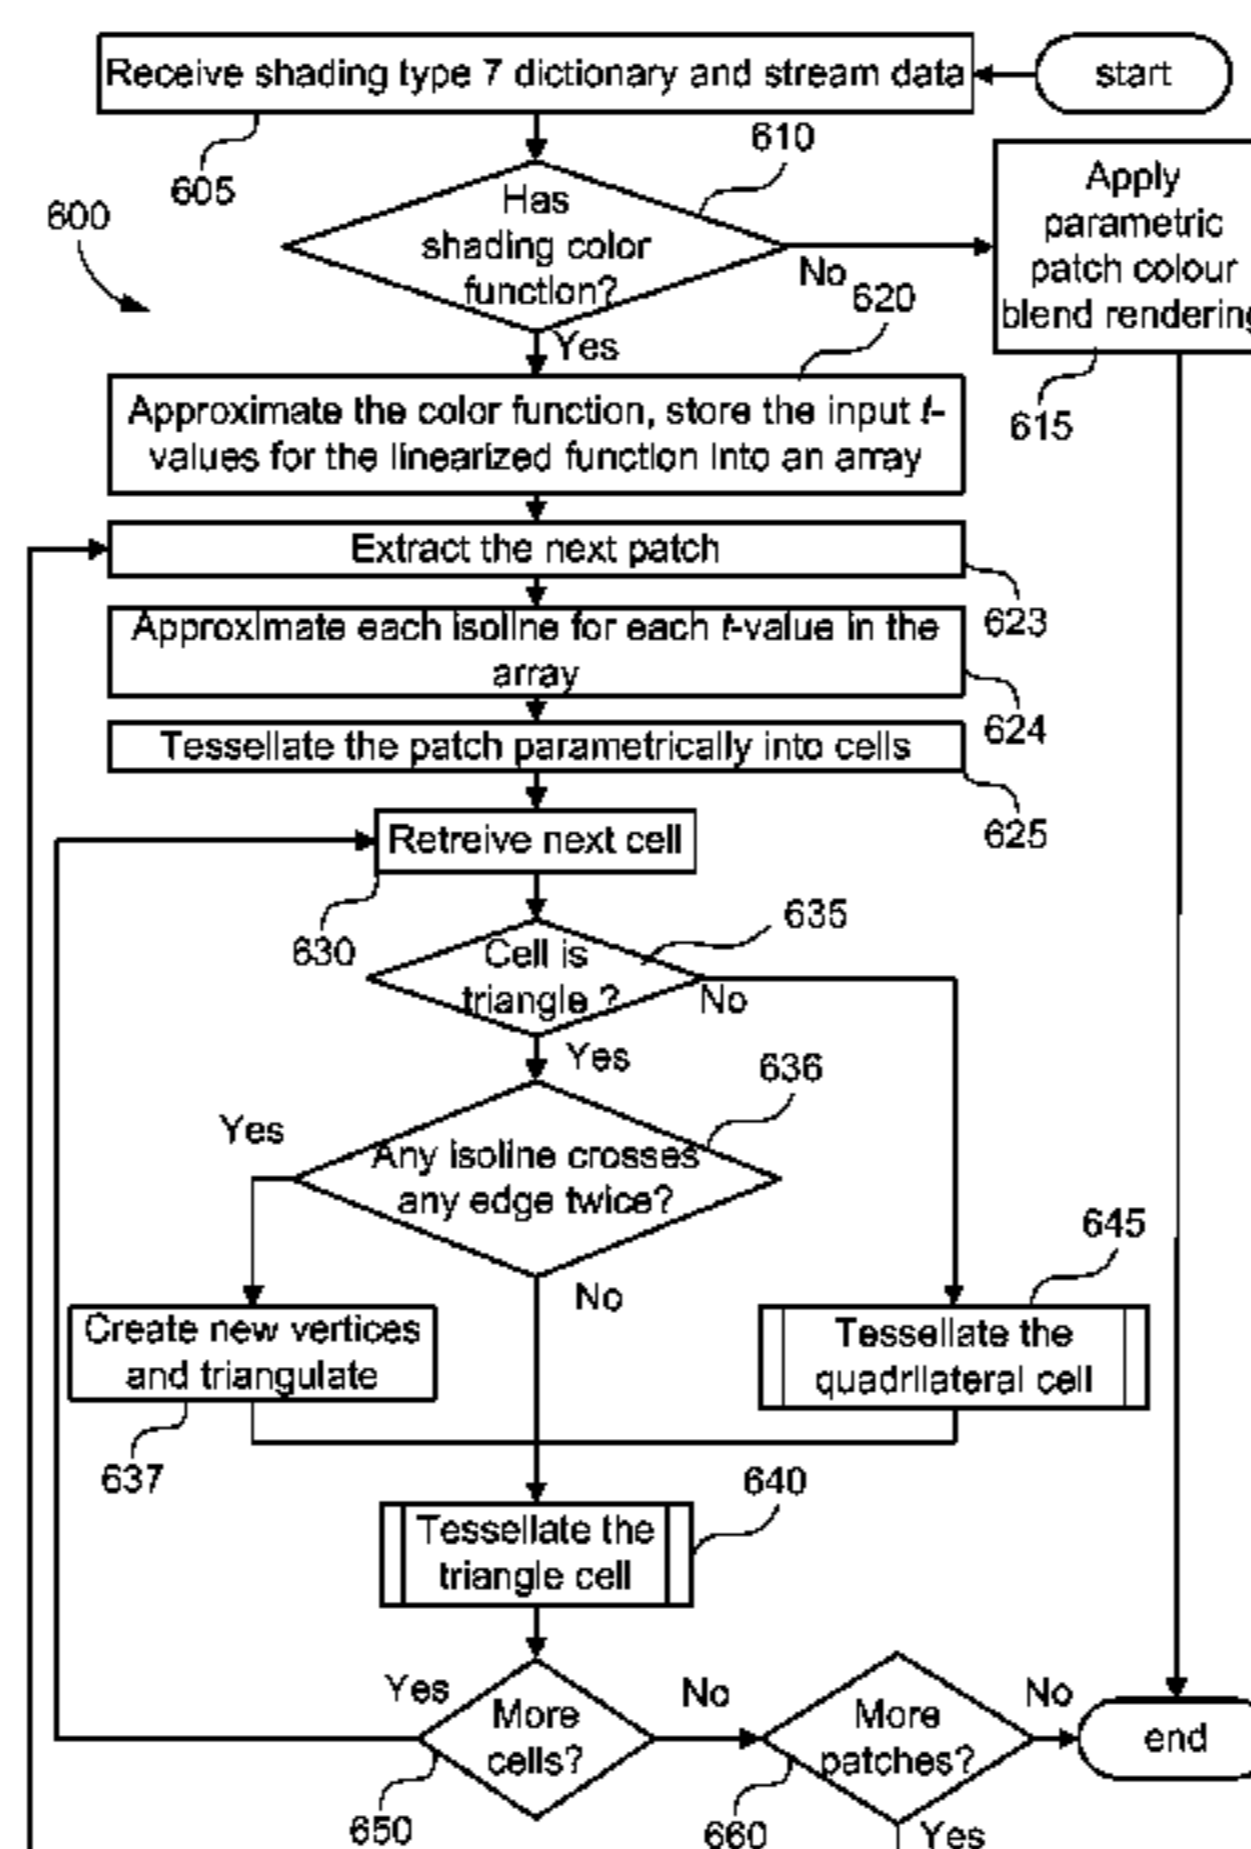 Receive shading type 7 dictionary and stream data
start
605
610
600
Has
shading color
function?
No
Yes
Apply
parametric
patch colour
blend rendering
615
620
Approximate the color function, store the input t-
values for the linearized function into an array
Extract the next patch
623
Approximate each isoline for each t-value in the
array
624
Tessellate the patch parametrically into cells
625
Retreive next cell
630
635
Cell is
triangle ?
No
Yes
636
Yes
Any isoline crosses
any edge twice?
No
645
Create new vertices
and triangulate
637
Tessellate the
quadrilateral cell
640
Tessellate the
triangle cell
Yes
More
cells?
No
650
More
patches?
No
660
Yes
end